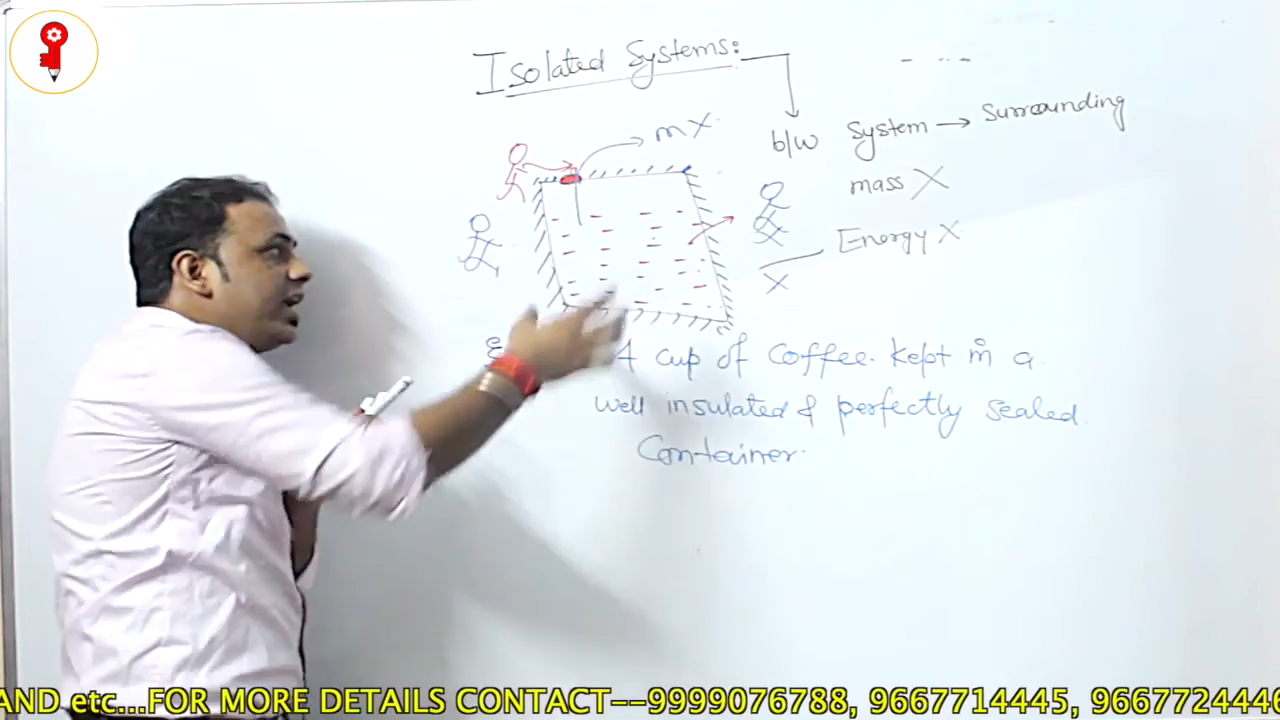 Isolated Systems:
m X
b/w System → Surrounding
mass X
Energy X
X
A cup of Coffee. kept in a
well insulated & perfectly sealed
Container.
AND etc...FOR MORE DETAILS CONTACT--9999076788, 9667714445, 966772444